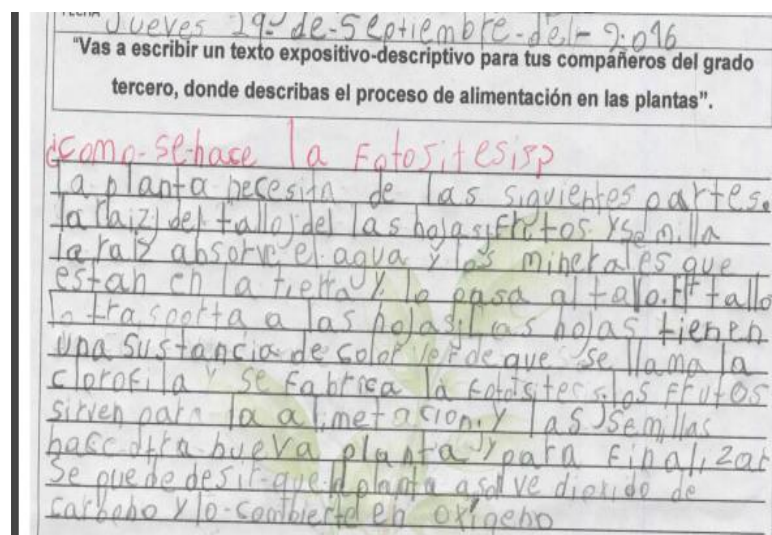 Jueves 29-de-Septiembre-del-2.016
"Vas a escribir un texto expositivo-descriptivo para tus compañeros del grado
tercero, donde describas el proceso de alimentación en las plantas".
¿como-se-hace la Fotositesis?
La planta necesita de las siguientes partes.
la raiz, del tallo, del las hojas, Frutos y semilla
la raiz absorve el agua y los minerales que
estan en la tierra y lo pasa al talo. El tallo
lo trasporta a las hojas. Las hojas tienen
una sustancia de color verde que se llama la
clorofila y se fabrica la fotositesis. los frutos
sirven para la alimetacion. y las semillas
hace otra nueva planta y para finalizar
se puede desir-que planta asolve dioxido de
carbono y lo-combierte en oxigeno